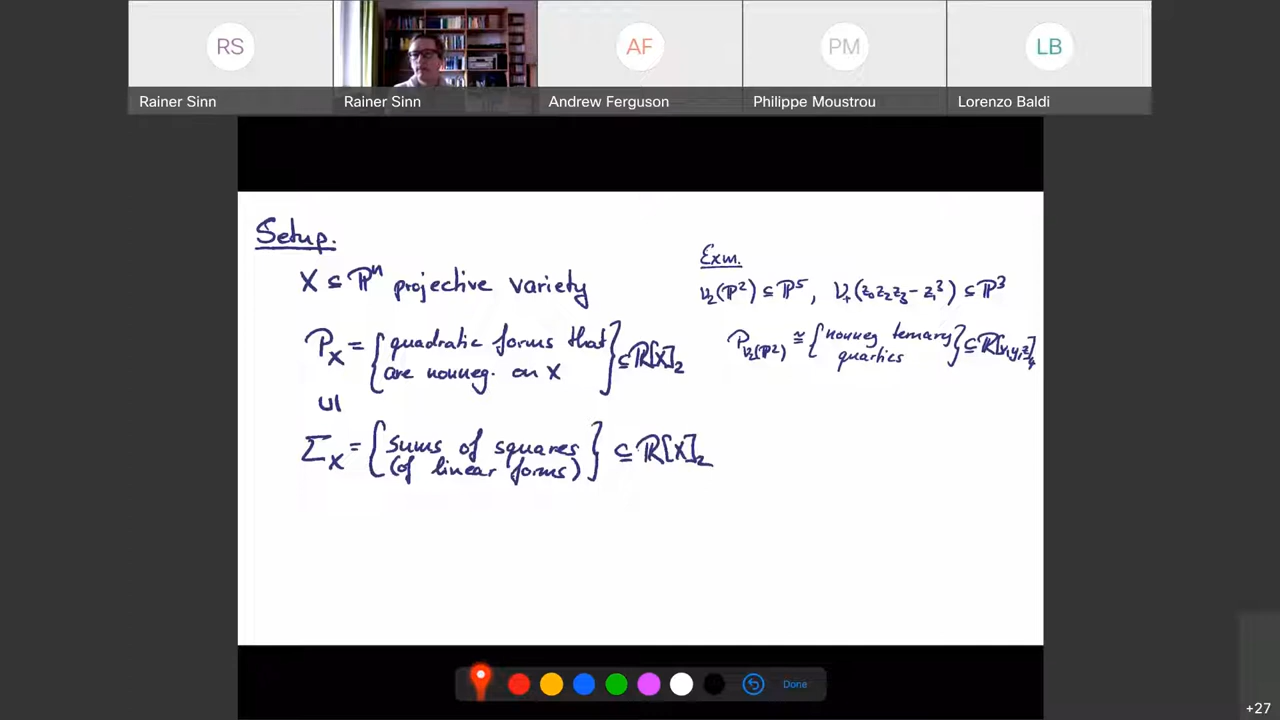 RS
AF
PM
LB
Rainer Sinn
Rainer Sinn
Andrew Ferguson
Philippe Moustrou
Lorenzo Baldi
Setup.
X ⊆ ℙⁿ projective variety
P_X = {quadratic forms that are nonneg. on X} ⊆ ℝ[X]₂
∪|
Σ_X = {sums of squares (of linear forms)} ⊆ ℝ[X]₂
Exm.
ν₂(ℙ²) ⊆ ℙ⁵, V₊(z₀z₂z₃ - z₁³) ⊆ ℙ³
P_{ν₂(ℙ²)} ≅ {nonneg ternary quartics} ⊆ ℝ[x,y,z]₄
Done
+27